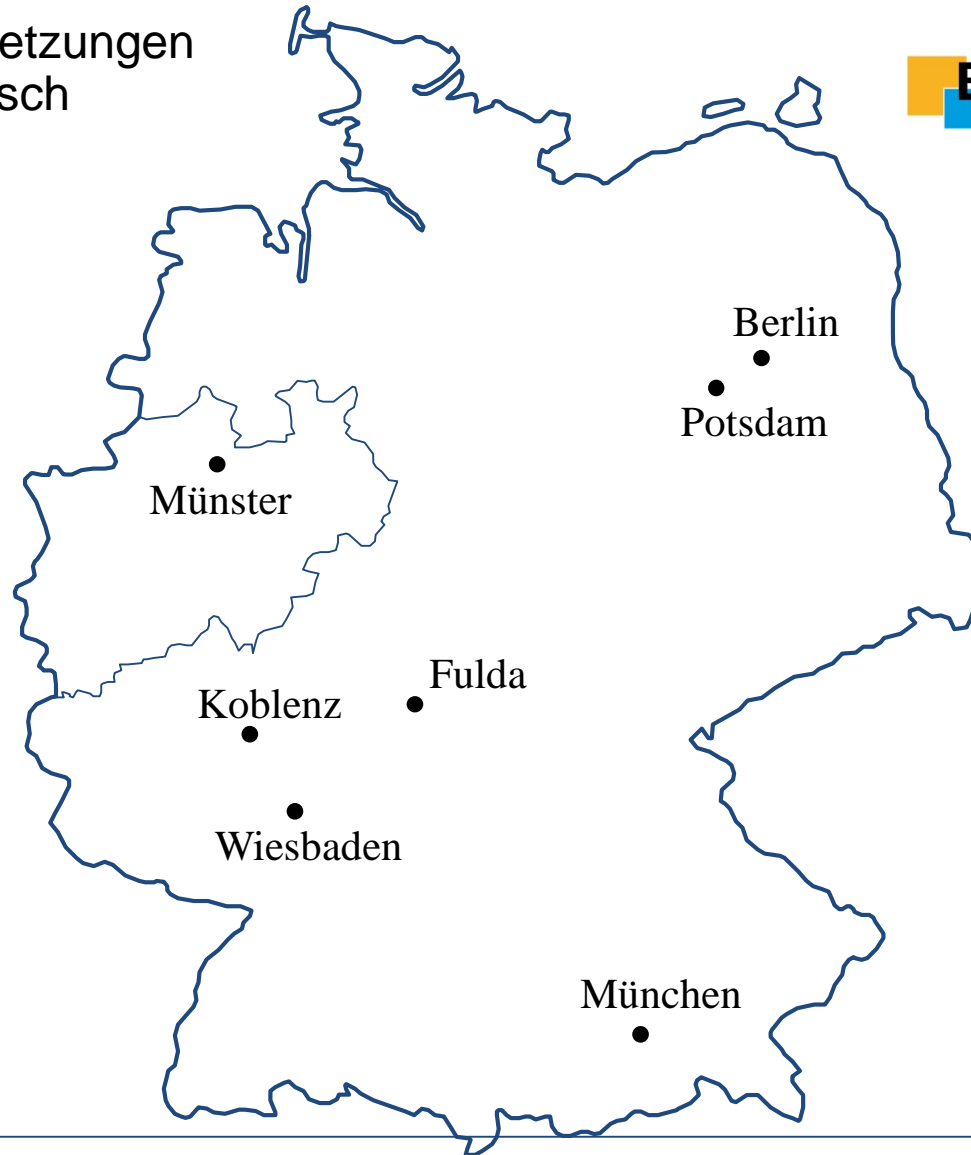 etzungen
sch
E
Berlin
Potsdam
Münster
Fulda
Koblenz
Wiesbaden
München